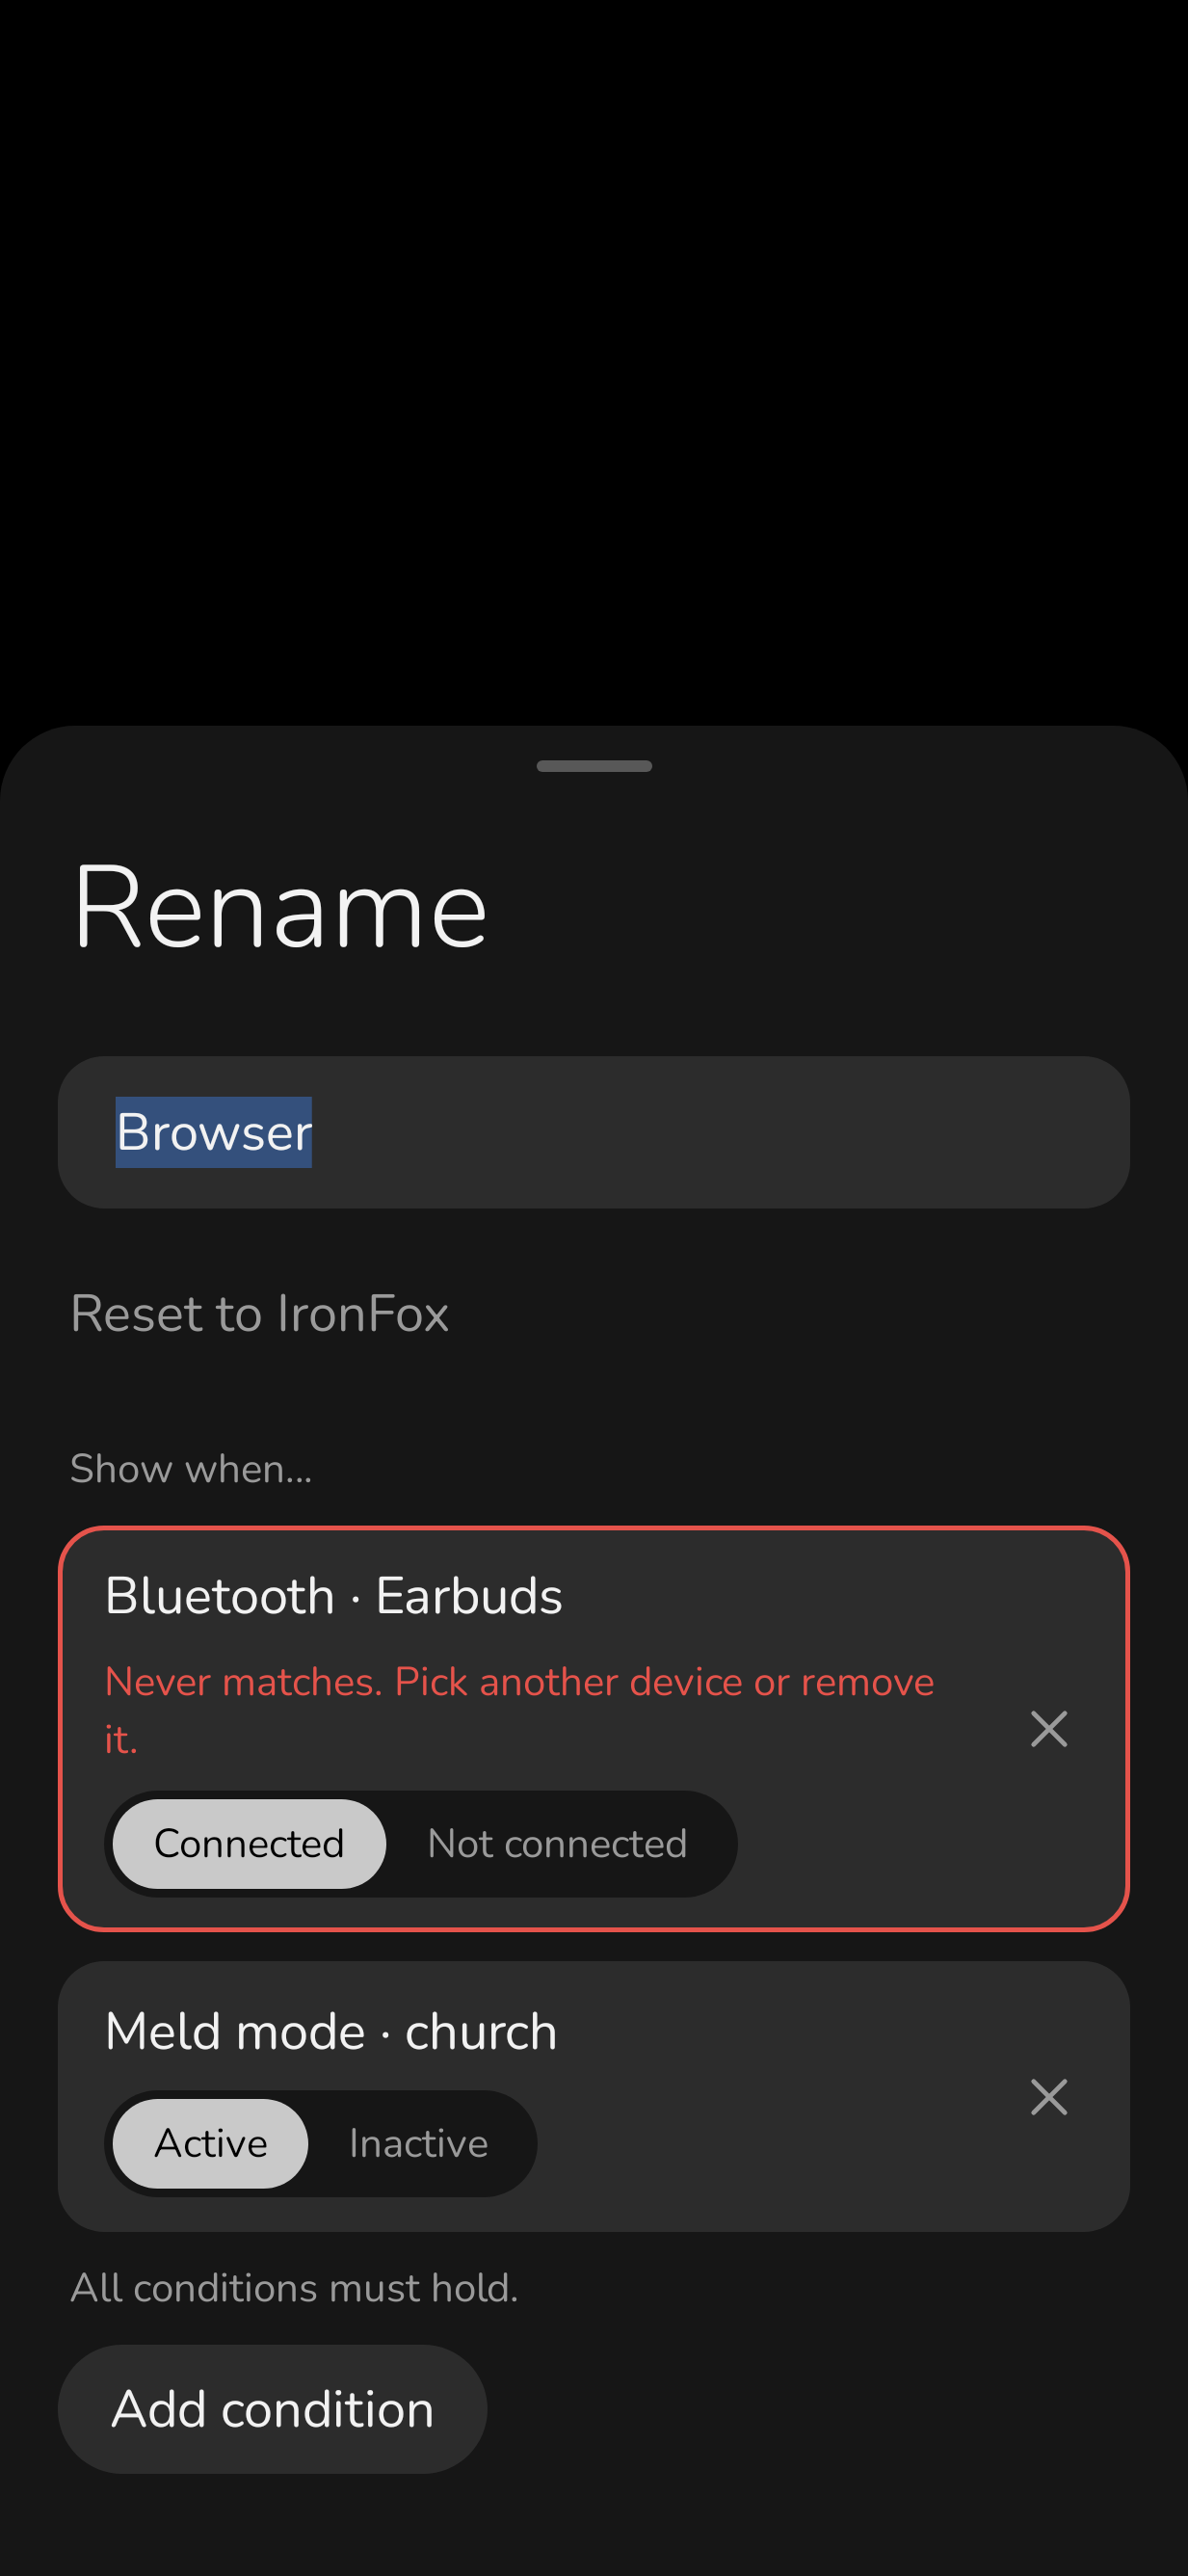 Rename
Browser
Reset to IronFox
Show when...
Bluetooth · Earbuds
Never matches. Pick another device or remove
it.
Connected
Not connected
Meld mode · church
Active
Inactive
All conditions must hold.
Add condition